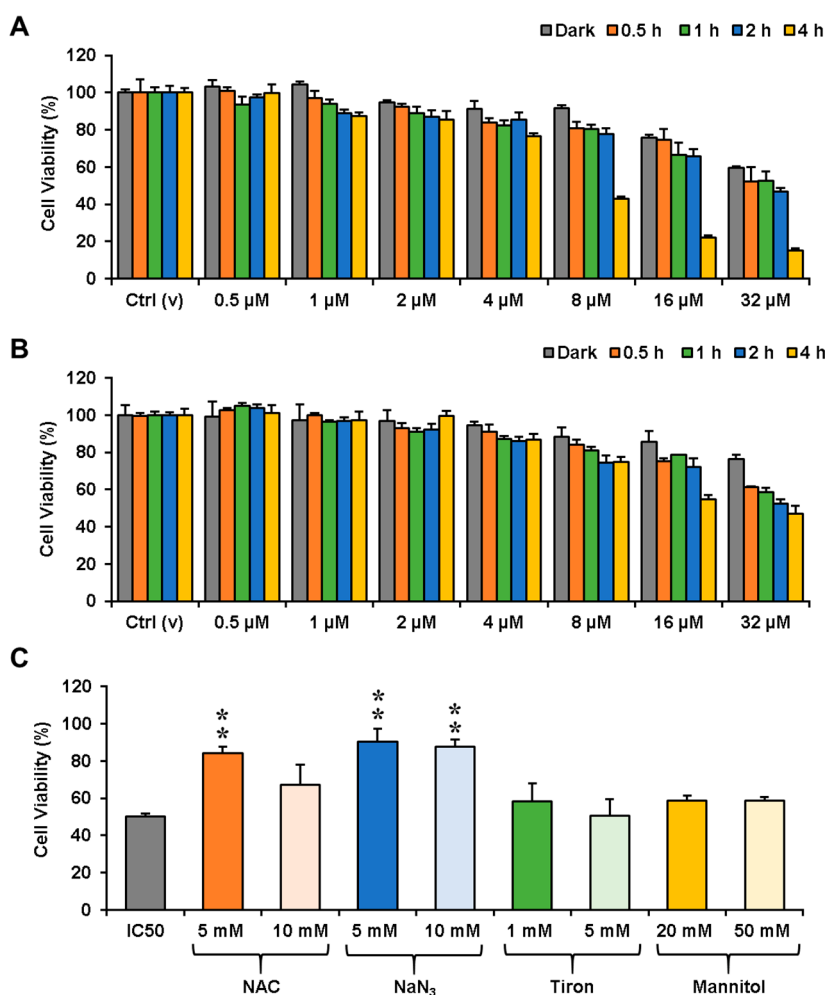 A
Dark 0.5 h 1 h 2 h 4 h
Cell Viability (%)
120
100
80
60
40
20
0
Ctrl (v) 0.5 µM 1 µM 2 µM 4 µM 8 µM 16 µM 32 µM
B
Dark 0.5 h 1 h 2 h 4 h
Cell Viability (%)
120
100
80
60
40
20
0
Ctrl (v) 0.5 µM 1 µM 2 µM 4 µM 8 µM 16 µM 32 µM
C
Cell Viability (%)
120
100
80
60
40
20
0
* * *
* * *
IC50 5 mM 10 mM 5 mM 10 mM 1 mM 5 mM 20 mM 50 mM
NAC NaN₃ Tiron Mannitol